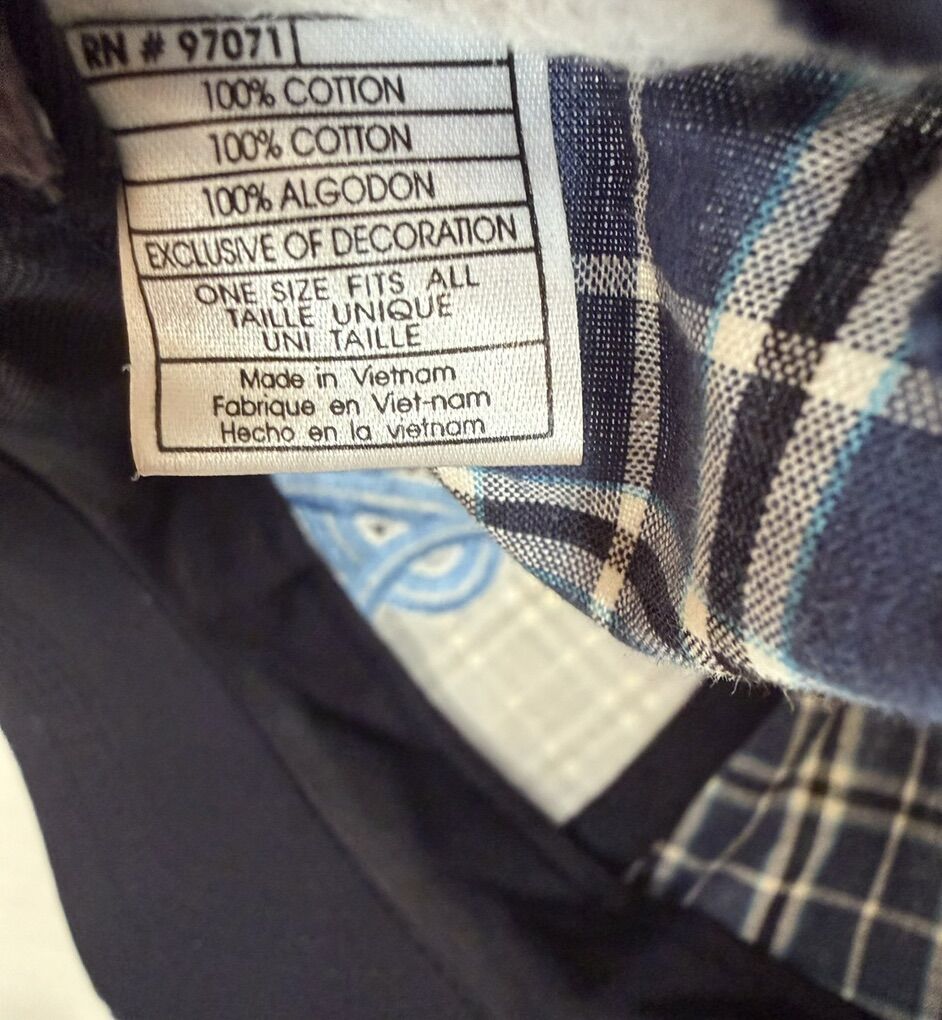 RN # 97071
100% COTTON
100% COTTON
100% ALGODON
EXCLUSIVE OF DECORATION
ONE SIZE FITS ALL
TAILLE UNIQUE
UNI TAILLE
Made in Vietnam
Fabrique en Viet-nam
Hecho en la vietnam